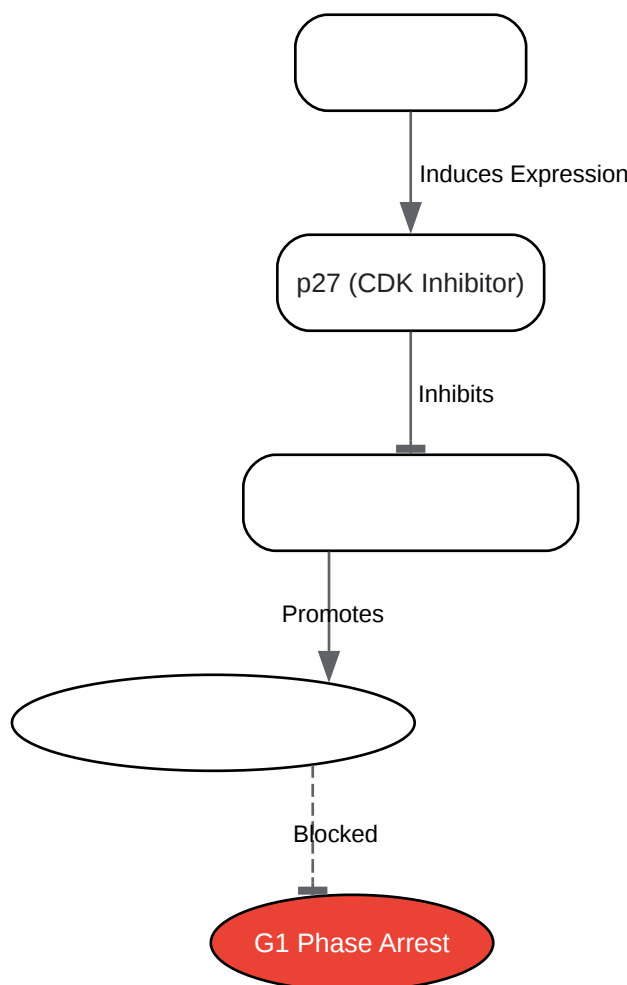 Induces Expression
p27 (CDK Inhibitor)
Inhibits
Promotes
Blocked
G1 Phase Arrest